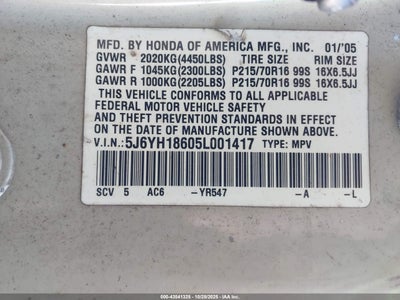 MFD. BY HONDA OF AMERICA MFG., INC. 01/'05
GVWR 2020KG(4450LBS) TIRE SIZE RIM SIZE
GAWR F 1045KG(2300LBS) P215/70R16 99S 16X6.5JJ
GAWR R 1000KG(2205LBS) P215/70R16 99S 16X6.5JJ
THIS VEHICLE CONFORMS TO ALL APPLICABLE
FEDERAL MOTOR VEHICLE SAFETY
AND THEFT PREVENTION STANDARDS IN EFFECT
ON THE DATE OF MANUFACTURE SHOWN ABOVE.
V.I.N.: 5J6YH18605L001417 TYPE: MPV
SCV 5 AC6 -YR547 -A -L
600-43541325 - 10/28/2025 - IAA, Inc.